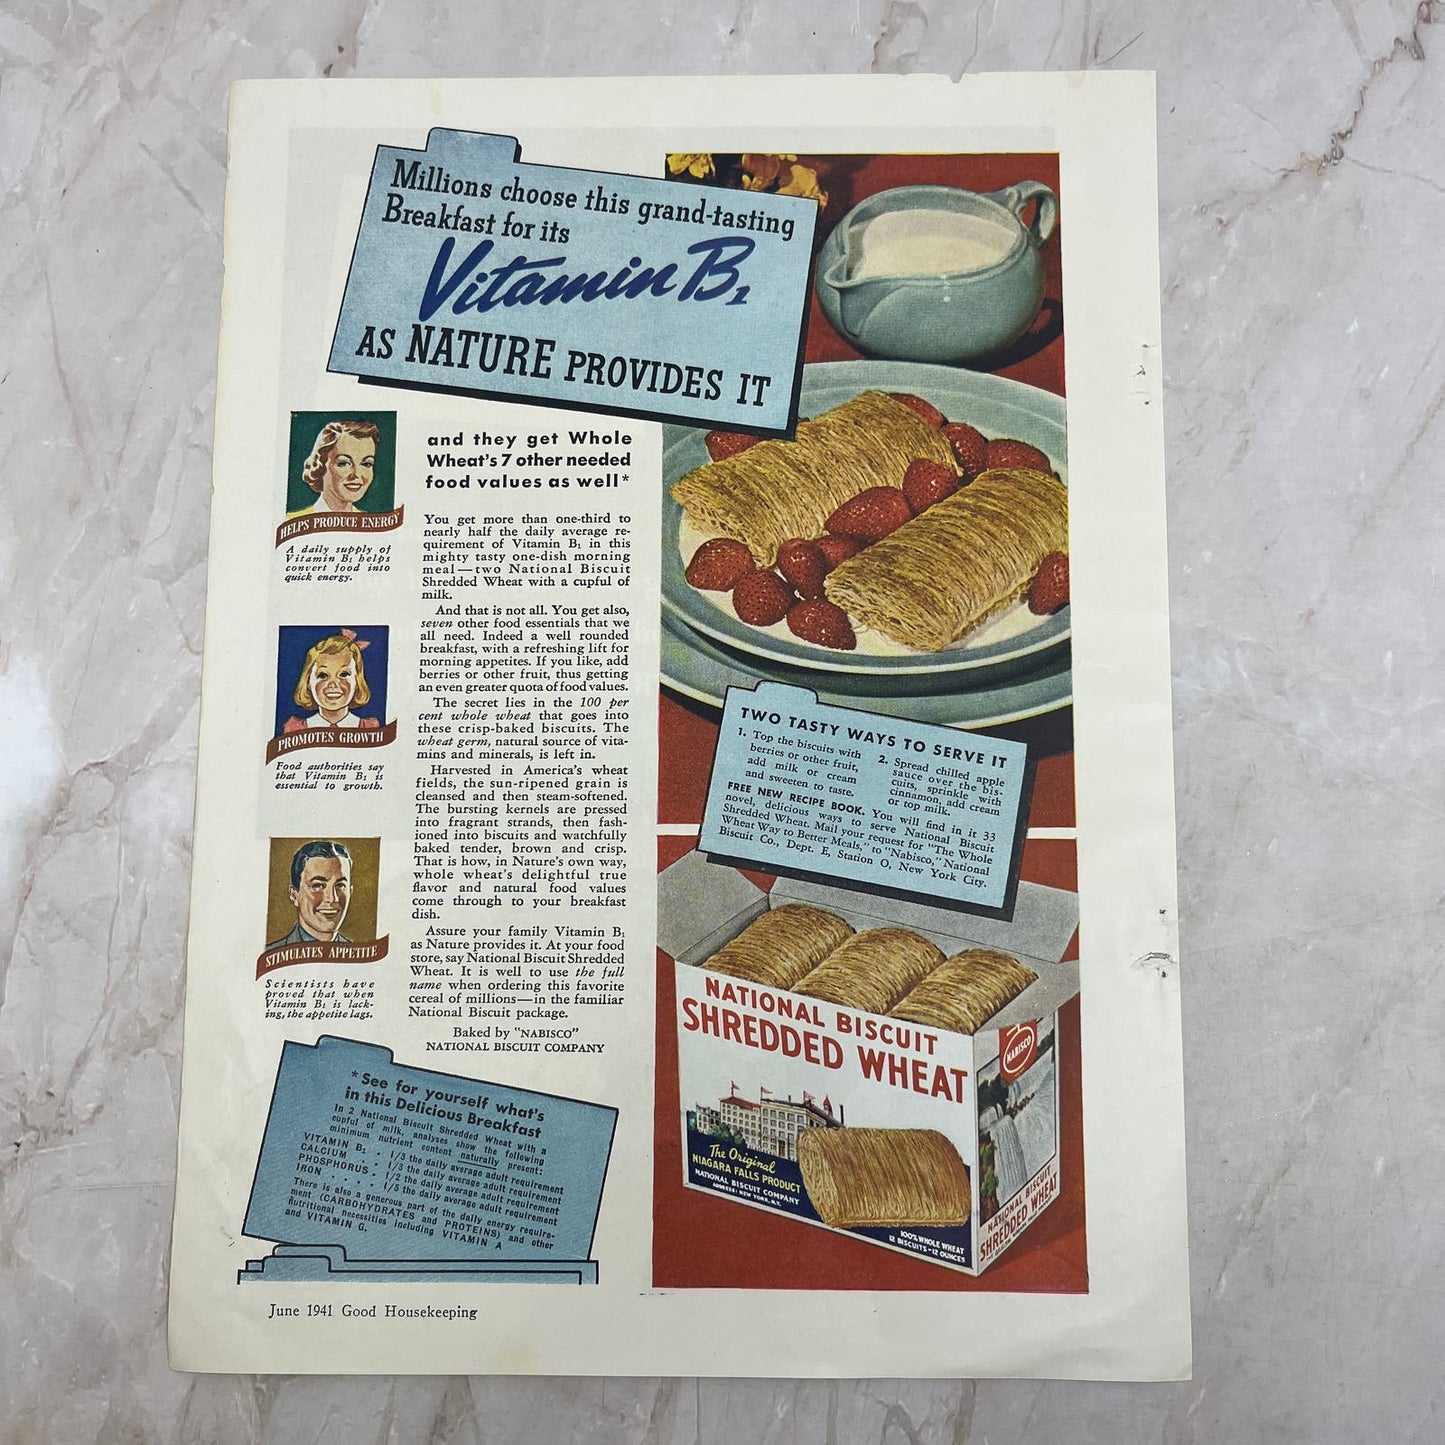 Millions choose this grand-tasting
Breakfast for its
Vitamin B₁
AS NATURE PROVIDES IT
and they get Whole
Wheat's 7 other needed
food values as well*
HELPS PRODUCE ENERGY
A daily supply of
Vitamin B₁ helps
convert food into
quick energy.
PROMOTES GROWTH
Food authorities say
that Vitamin B₁ is
essential to growth.
STIMULATES APPETITE
Scientists have
proved that when
Vitamin B₁ is lack-
ing, the appetite lags.
You get more than one-third to
nearly half the daily average re-
quirement of Vitamin B₁ in this
mighty tasty one-dish morning
meal—two National Biscuit
Shredded Wheat with a cupful of
milk.
And that is not all. You get also,
seven other food essentials that we
all need. Indeed a well rounded
breakfast, with a refreshing lift for
morning appetites. If you like, add
berries or other fruit, thus getting
an even greater quota of food values.
The secret lies in the 100 per
cent whole wheat that goes into
these crisp-baked biscuits. The
wheat germ, natural source of vita-
mins and minerals, is left in.
Harvested in America's wheat
fields, the sun-ripened grain is
cleansed and then steam-softened.
The bursting kernels are pressed
into fragrant strands, then fash-
ioned into biscuits and watchfully
baked tender, brown and crisp.
That is how, in Nature's own way,
whole wheat's delightful true
flavor and natural food values
come through to your breakfast
dish.
Assure your family Vitamin B₁
as Nature provides it. At your food
store, say National Biscuit Shredded
Wheat. It is well to use the full
name when ordering this favorite
cereal of millions—in the familiar
National Biscuit package.
Baked by "NABISCO"
NATIONAL BISCUIT COMPANY
*See for yourself what's
in this Delicious Breakfast
In 2 National Biscuit Shredded Wheat with a
cupful of milk, analyses show the following
minimum nutrient content naturally present:
VITAMIN B₁ . 1/3 the daily average adult requirement
CALCIUM . . 1/3 the daily average adult requirement
PHOSPHORUS . 1/2 the daily average adult requirement
IRON . . . . 1/5 the daily average adult requirement
There is also a generous part of the daily energy require-
ment (CARBOHYDRATES and PROTEINS) and other
nutritional necessities including VITAMIN A
and VITAMIN G.
TWO TASTY WAYS TO SERVE IT
1. Top the biscuits with
berries or other fruit,
add milk or cream
and sweeten to taste.
2. Spread chilled apple
sauce over the bis-
cuits, sprinkle with
cinnamon, add cream
or top milk.
FREE NEW RECIPE BOOK. You will find in it 33
novel, delicious ways to serve National Biscuit
Shredded Wheat. Mail your request for "The Whole
Wheat Way to Better Meals," to "Nabisco," National
Biscuit Co., Dept. E, Station O, New York City.
NATIONAL BISCUIT
SHREDDED WHEAT
The Original
NIAGARA FALLS PRODUCT
NATIONAL BISCUIT COMPANY
ADDRESS: NEW YORK, N.Y.
100% WHOLE WHEAT
12 BISCUITS-12 OUNCES
NABISCO
NATIONAL BISCUIT
SHREDDED WHEAT
June 1941 Good Housekeeping